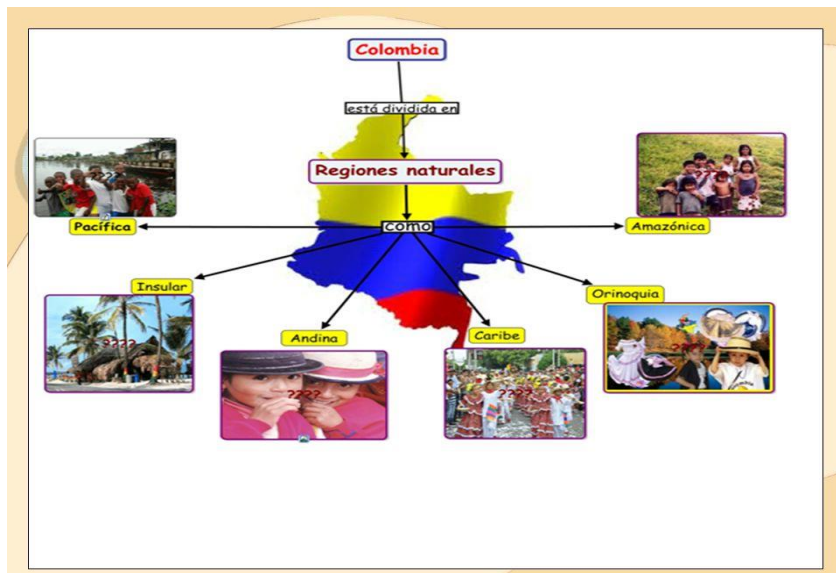 Colombia
está dividida en
Regiones naturales
????
como
Pacífica
Amazónica
Insular
Orinoquia
????
Andina
Caribe
????
????
????